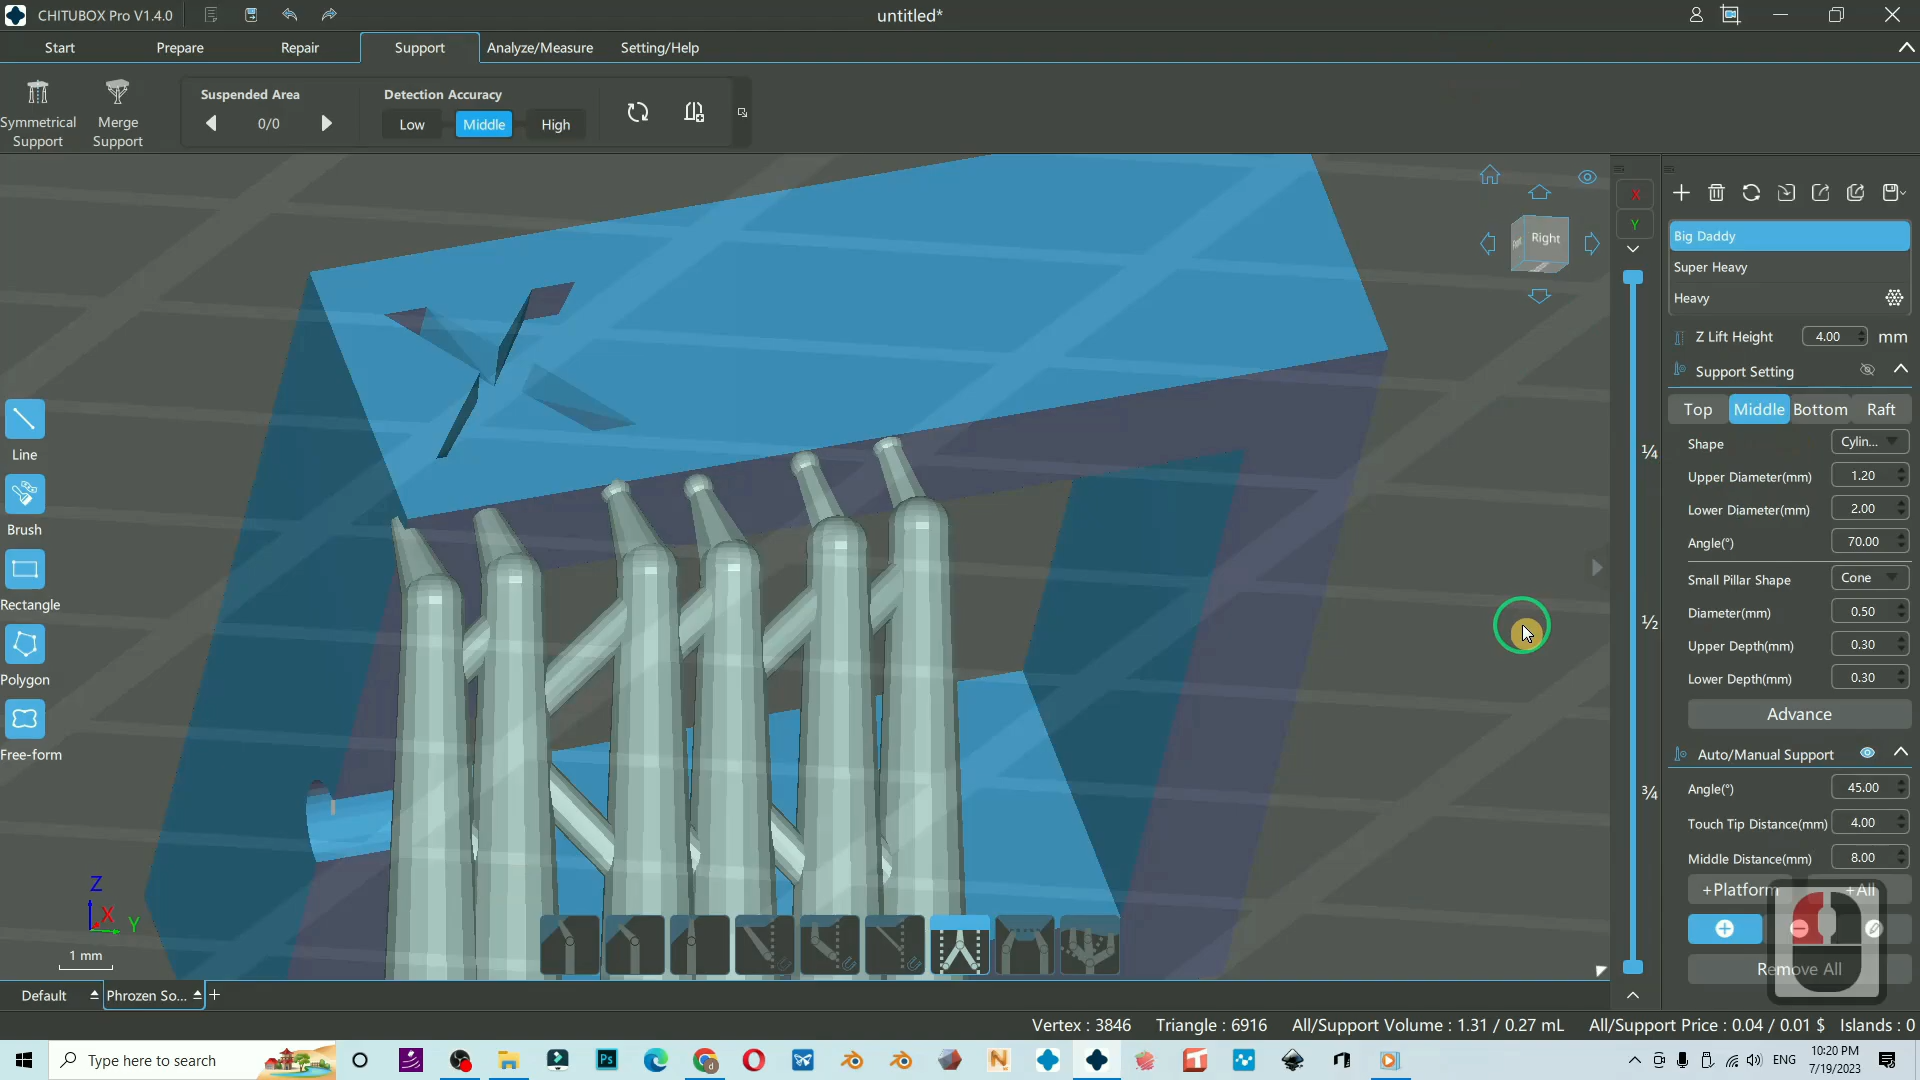 CHITUBOX Pro V1.4.0
untitled*
Start
Prepare
Repair
Support
Analyze/Measure
Setting/Help
Symmetrical
Support
Merge
Support
Suspended Area
0/0
Detection Accuracy
Low
Middle
High
Right
X
Y
Big Daddy
Super Heavy
Heavy
Z Lift Height
4.00
mm
Support Setting
Top
Middle
Bottom
Raft
Shape
Cylin...
Upper Diameter(mm)
1.20
Lower Diameter(mm)
2.00
Angle(°)
70.00
Small Pillar Shape
Cone
Diameter(mm)
0.50
Upper Depth(mm)
0.30
Lower Depth(mm)
0.30
Advance
Auto/Manual Support
Angle(°)
45.00
Touch Tip Distance(mm)
4.00
Middle Distance(mm)
8.00
+Platform
+All
Remove All
¼
½
¾
Line
Brush
Rectangle
Polygon
Free-form
Z
X
Y
1 mm
Default
Phrozen So...
Vertex : 3846
Triangle : 6916
All/Support Volume : 1.31 / 0.27 mL
All/Support Price : 0.04 / 0.01 $
Islands : 0
Type here to search
Ps
ENG
10:20 PM
7/19/2023